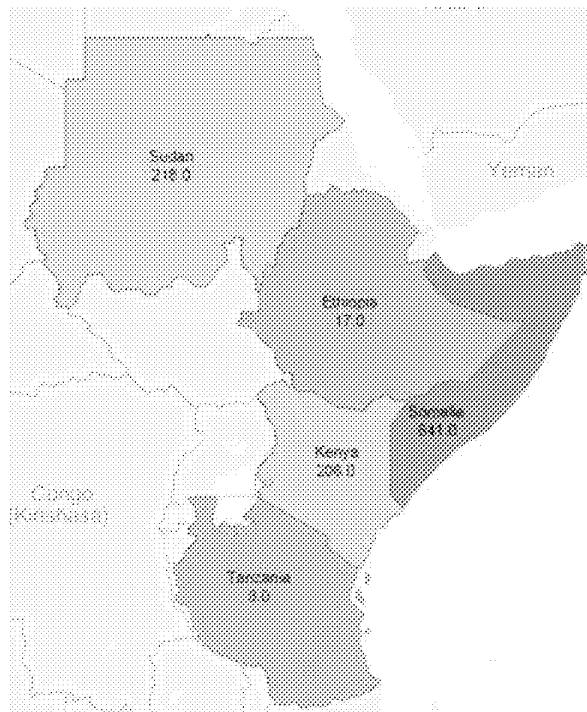 Sudan
218.0
Yemen
Ethiopia
17.0
Somalia
Kenya
206.0
Congo
(Kinshasa)
Tanzania